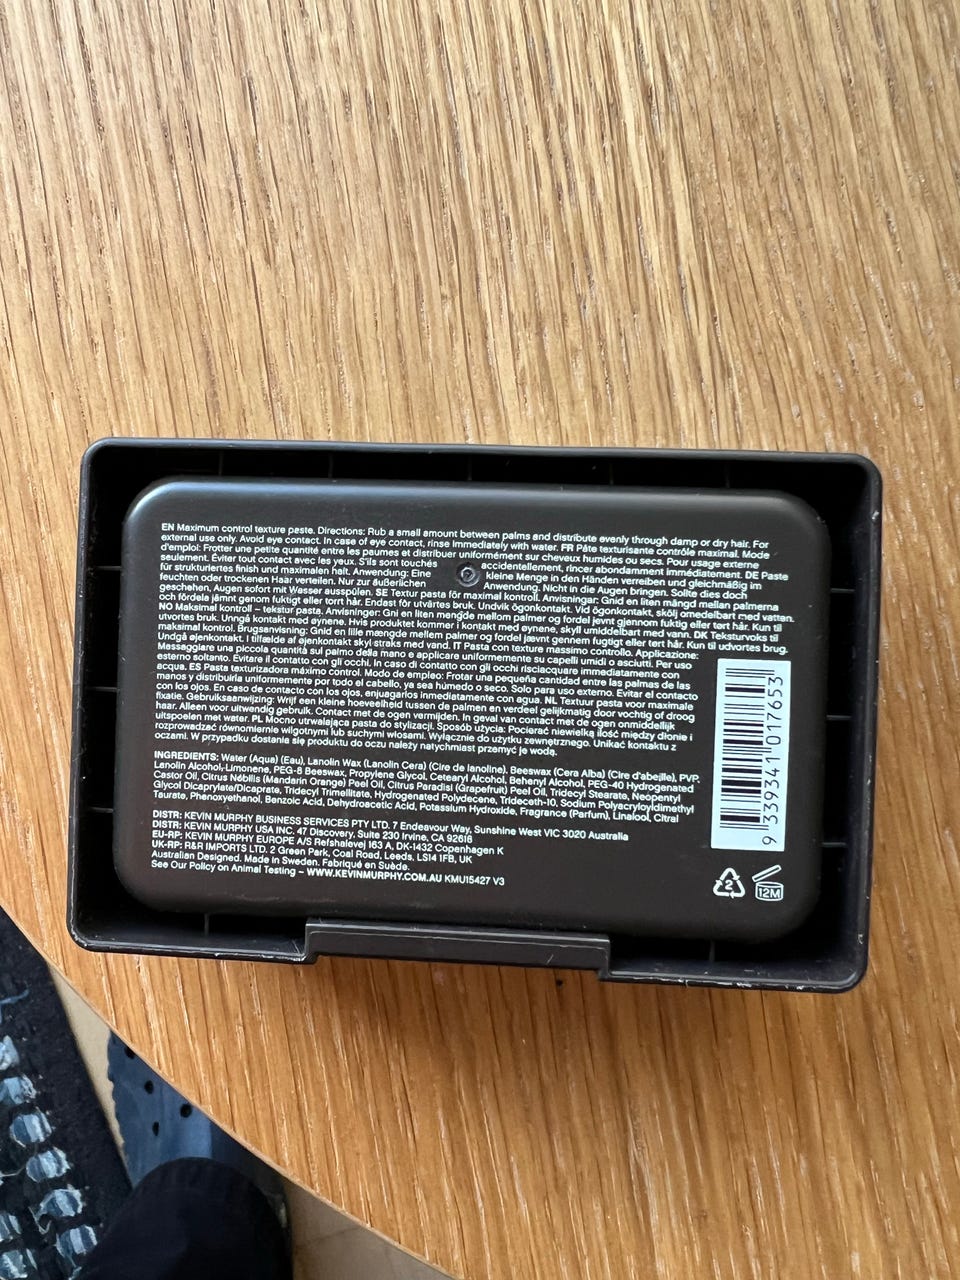 EN Maximum control texture paste. Directions: Rub a small amount between palms and distribute evenly through damp or dry hair. For
external use only. Avoid eye contact. In case of eye contact, rinse immediately with water. FR Pâte texturisante contrôle maximal. Mode
d'emploi: Frotter une petite quantité entre les paumes et distribuer uniformément sur cheveux humides ou secs. Pour usage externe
seulement. Éviter tout contact avec les yeux. S'ils sont touchés accidentellement, rincer abondamment immédiatement. DE Paste
für strukturiertes finish und maximalen halt. Anwendung: Eine kleine Menge in den Händen verreiben und gleichmäßig im
feuchten oder trockenen Haar verteilen. Nur zur äußerlichen Anwendung. Nicht in die Augen bringen. Sollte dies doch
geschehen, Augen sofort mit Wasser ausspülen. SE Textur pasta för maximal kontroll. Anvisningar: Gnid en liten mängd mellan palmerna
och fördela jämnt genom fuktigt eller torrt hår. Endast för utvärtes bruk. Undvik ögonkontakt. Vid ögonkontakt, skölj omedelbart med vatten.
NO Maksimal kontroll – tekstur pasta. Anvisninger: Gni en liten mengde mellom palmer og fordel jevnt gjennom fuktig eller tørt hår. Kun til
utvortes bruk. Unngå kontakt med øynene. Hvis produktet kommer i kontakt med øynene, skyll umiddelbart med vann. DK Teksturvoks til
maksimal kontrol. Brugsanvisning: Gnid en lille mængde mellem palmer og fordel jævnt gennem fugtigt eller tørt hår. Kun til udvortes brug.
Undgå øjenkontakt. I tilfælde af øjenkontakt skyl straks med vand. IT Pasta con texture massimo controllo. Applicazione:
Massaggiare una piccola quantità sul palmo della mano e applicare uniformemente su capelli umidi o asciutti. Per uso
esterno soltanto. Evitare il contatto con gli occhi. In caso di contatto con gli occhi risciacquare immediatamente con
acqua. ES Pasta texturizadora máximo control. Modo de empleo: Frotar una pequeña cantidad entre las palmas de las
manos y distribuirla uniformemente por todo el cabello, ya sea húmedo o seco. Solo para uso externo. Evitar el contacto
con los ojos. En caso de contacto con los ojos, enjuagarlos inmediatamente con agua. NL Textuur pasta voor maximale
fixatie. Gebruiksaanwijzing: Wrijf een kleine hoeveelheid tussen de palmen en verdeel gelijkmatig door vochtig of droog
haar. Alleen voor uitwendig gebruik. Contact met de ogen vermijden. In geval van contact met de ogen onmiddellijk
uitspoelen met water. PL Mocno utrwalająca pasta do stylizacji. Sposób użycia: Pocierać niewielką ilość między dłonie i
rozprowadzać równomiernie wilgotnymi lub suchymi włosami. Wyłącznie do użytku zewnętrznego. Unikać kontaktu z
oczami. W przypadku dostania się produktu do oczu należy natychmiast przemyć je wodą.
INGREDIENTS: Water (Aqua) (Eau), Lanolin Wax (Lanolin Cera) (Cire de lanoline), Beeswax (Cera Alba) (Cire d'abeille), PVP,
Lanolin Alcohol, Limonene, PEG-8 Beeswax, Propylene Glycol, Cetearyl Alcohol, Behenyl Alcohol, PEG-40 Hydrogenated
Castor Oil, Citrus Nobilis (Mandarin Orange) Peel Oil, Citrus Paradisi (Grapefruit) Peel Oil, Tridecyl Stearate, Neopentyl
Glycol Dicaprylate/Dicaprate, Tridecyl Trimellitate, Hydrogenated Polydecene, Trideceth-10, Sodium Polyacryloyldimethyl
Taurate, Phenoxyethanol, Benzoic Acid, Dehydroacetic Acid, Potassium Hydroxide, Fragrance (Parfum), Linalool, Citral
DISTR: KEVIN MURPHY BUSINESS SERVICES PTY LTD. 7 Endeavour Way, Sunshine West VIC 3020 Australia
DISTR: KEVIN MURPHY USA INC. 47 Discovery, Suite 230 Irvine, CA 92618
EU-RP: KEVIN MURPHY EUROPE A/S Refshalevej 163 A, DK-1432 Copenhagen K
UK-RP: R&R IMPORTS LTD. 2 Green Park, Coal Road, Leeds. LS14 1FB, UK
Australian Designed. Made in Sweden. Fabriqué en Suède.
See Our Policy on Animal Testing – WWW.KEVINMURPHY.COM.AU KMU15427 V3
9 339341 017653
2
12M